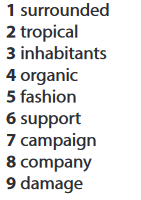 1 surrounded
2 tropical
3 inhabitants
4 organic
5 fashion
6 support
7 campaign
8 company
9 damage